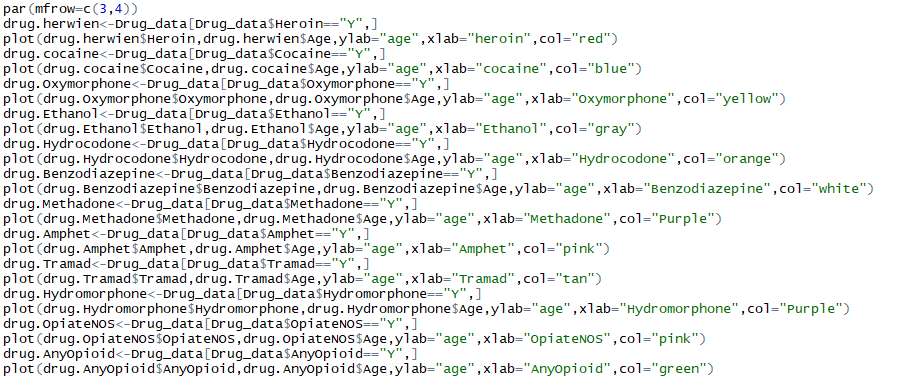 par(mfrow=c(3,4))
drug.herwien<-Drug_data[Drug_data$Heroin=="Y",]
plot(drug.herwien$Heroin,drug.herwien$Age,ylab="age",xlab="heroin",col="red")
drug.cocaine<-Drug_data[Drug_data$Cocaine=="Y",]
plot(drug.cocaine$Cocaine,drug.cocaine$Age,ylab="age",xlab="cocaine",col="blue")
drug.Oxymorphone<-Drug_data[Drug_data$Oxymorphone=="Y",]
plot(drug.Oxymorphone$Oxymorphone,drug.Oxymorphone$Age,ylab="age",xlab="Oxymorphone",col="yellow")
drug.Ethanol<-Drug_data[Drug_data$Ethanol=="Y",]
plot(drug.Ethanol$Ethanol,drug.Ethanol$Age,ylab="age",xlab="Ethanol",col="gray")
drug.Hydrocodone<-Drug_data[Drug_data$Hydrocodone=="Y",]
plot(drug.Hydrocodone$Hydrocodone,drug.Hydrocodone$Age,ylab="age",xlab="Hydrocodone",col="orange")
drug.Benzodiazepine<-Drug_data[Drug_data$Benzodiazepine=="Y",]
plot(drug.Benzodiazepine$Benzodiazepine,drug.Benzodiazepine$Age,ylab="age",xlab="Benzodiazepine",col="white")
drug.Methadone<-Drug_data[Drug_data$Methadone=="Y",]
plot(drug.Methadone$Methadone,drug.Methadone$Age,ylab="age",xlab="Methadone",col="Purple")
drug.Amphet<-Drug_data[Drug_data$Amphet=="Y",]
plot(drug.Amphet$Amphet,drug.Amphet$Age,ylab="age",xlab="Amphet",col="pink")
drug.Tramad<-Drug_data[Drug_data$Tramad=="Y",]
plot(drug.Tramad$Tramad,drug.Tramad$Age,ylab="age",xlab="Tramad",col="tan")
drug.Hydromorphone<-Drug_data[Drug_data$Hydromorphone=="Y",]
plot(drug.Hydromorphone$Hydromorphone,drug.Hydromorphone$Age,ylab="age",xlab="Hydromorphone",col="Purple")
drug.OpiateNOS<-Drug_data[Drug_data$OpiateNOS=="Y",]
plot(drug.OpiateNOS$OpiateNOS,drug.OpiateNOS$Age,ylab="age",xlab="OpiateNOS",col="pink")
drug.AnyOpioid<-Drug_data[Drug_data$AnyOpioid=="Y",]
plot(drug.AnyOpioid$AnyOpioid,drug.AnyOpioid$Age,ylab="age",xlab="AnyOpioid",col="green")